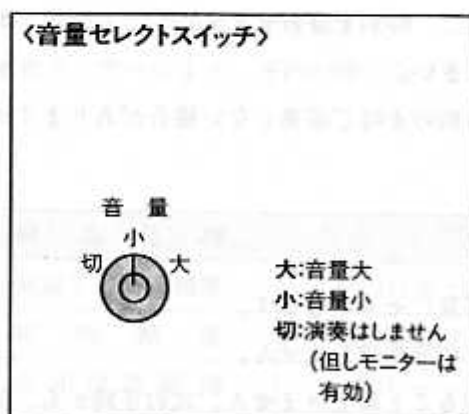 〈音量セレクトスイッチ〉
音 量
小
切 大
大:音量大
小:音量小
切:演奏はしません
(但しモニターは
有効)